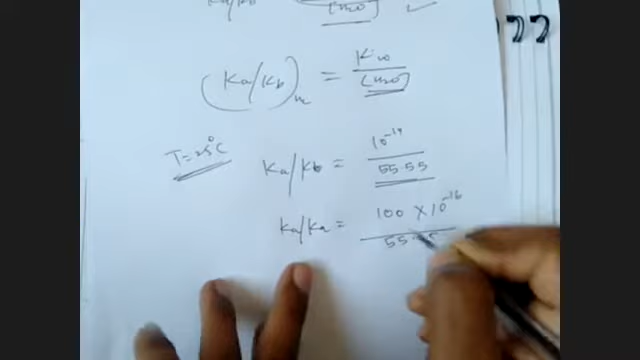 (Ka/Kb)w = Kw / [H2O]
T=25°C
Ka/Kb = 10^-14 / 55.55
Ka/Ka = 100 × 10^-16 / 55.55